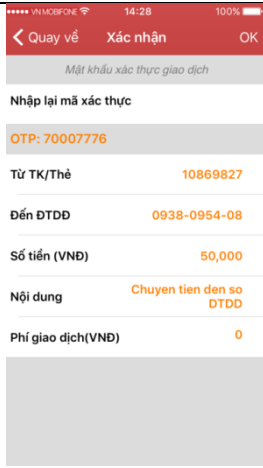 VN MOBIFONE 14:28 100%
Quay về Xác nhận OK
Mật khẩu xác thực giao dịch
Nhập lại mã xác thực
OTP: 70007776
Từ TK/Thẻ 10869827
Đến ĐTDĐ 0938-0954-08
Số tiền (VNĐ) 50,000
Nội dung Chuyen tien den so
DTDD
Phí giao dịch(VNĐ) 0